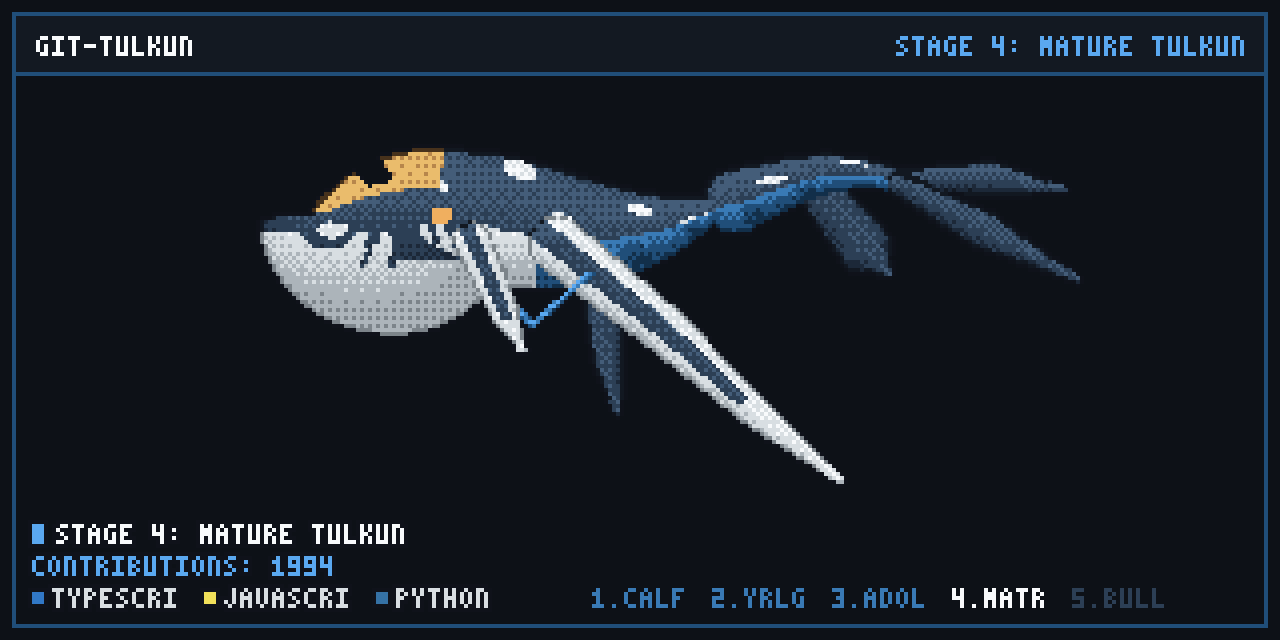 GIT-TULKUN
STAGE 4: MATURE TULKUN
STAGE 4: MATURE TULKUN
CONTRIBUTIONS: 1994
TYPESCRI JAVASCRI PYTHON 1.CALF 2.YRLG 3.ADOL 4.MATR 5.BULL